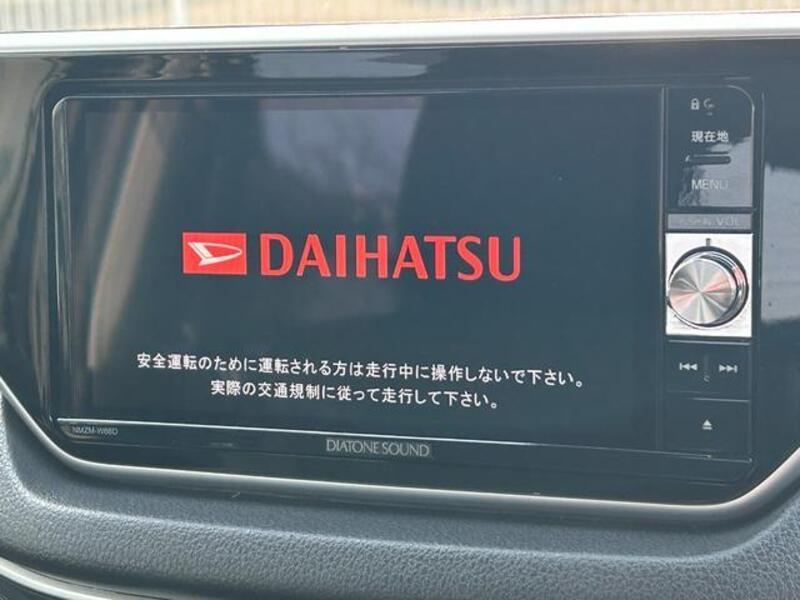 現在地
MENU
VOL
DAIHATSU
安全運転のために運転される方は走行中に操作しないで下さい。
実際の交通規制に従って走行して下さい。
NMZM-W68D
DIATONE SOUND